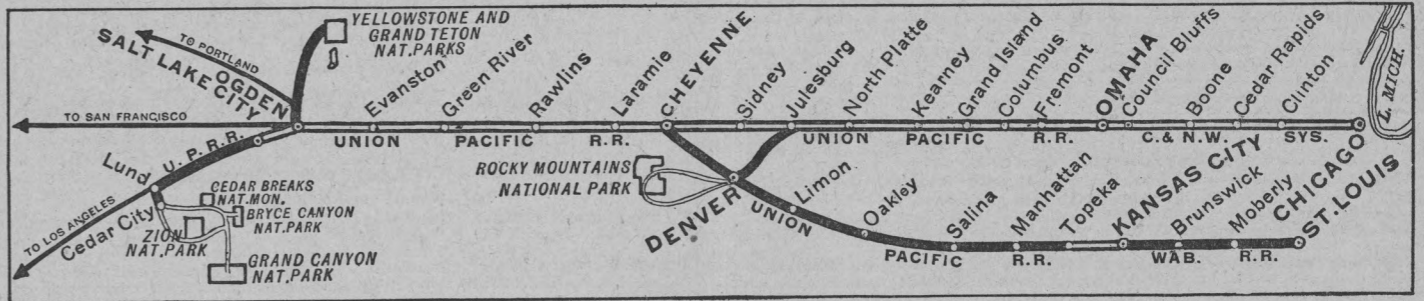 YELLOWSTONE AND
GRAND TETON
NAT. PARKS
TO PORTLAND
SALT LAKE CITY
OGDEN
Evanston
Green River
Rawlins
Laramie
CHEYENNE
Sidney
Julesburg
North Platte
Kearney
Grand Island
Columbus
Fremont
OMAHA
Council Bluffs
Boone
Cedar Rapids
Clinton
L. MICH.
TO SAN FRANCISCO
UNION PACIFIC R.R. UNION PACIFIC R.R. C. & N.W. SYS.
CHICAGO
U. P. R. R.
Lund
TO LOS ANGELES
Cedar City
CEDAR BREAKS
NAT. MON.
BRYCE CANYON
NAT. PARK
ZION
NAT. PARK
GRAND CANYON
NAT. PARK
ROCKY MOUNTAINS
NATIONAL PARK
DENVER
Limon
Oakley
Salina
Manhattan
Topeka
KANSAS CITY
Brunswick
Moberly
ST. LOUIS
UNION PACIFIC R.R. WAB. R.R.